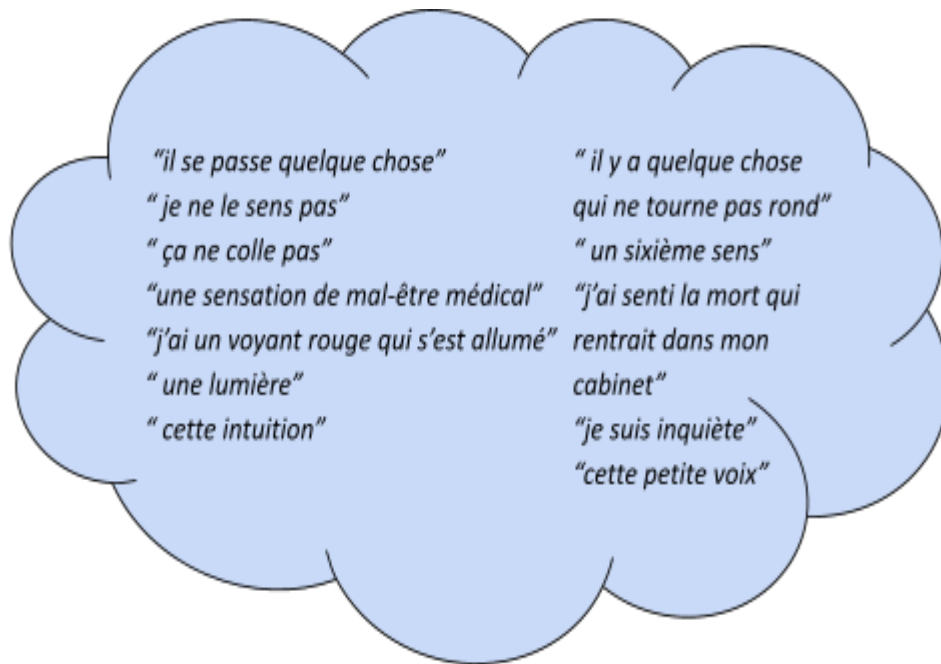 “il se passe quelque chose”
“ je ne le sens pas”
“ ça ne colle pas”
“une sensation de mal-être médical”
“j’ai un voyant rouge qui s’est allumé”
“ une lumière”
“ cette intuition”
“ il y a quelque chose
qui ne tourne pas rond”
“ un sixième sens”
“j’ai senti la mort qui
rentrait dans mon
cabinet”
“je suis inquiète”
“cette petite voix”